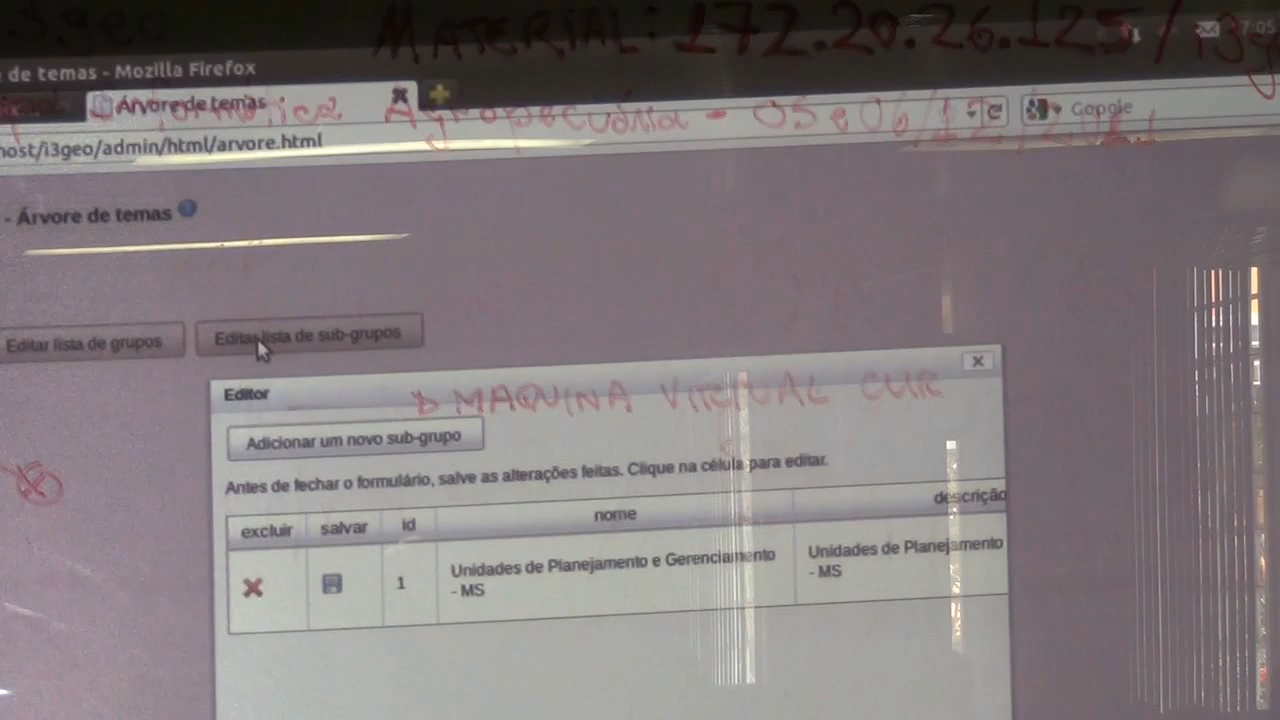 MATERIAL: 172.20.26.125/i3g
7:05
de temas - Mozilla Firefox
Árvore de temas
Agropecuária - 05 e 06/12/
Google
host/i3geo/admin/html/arvore.html
- Árvore de temas
Editar lista de grupos
Editar lista de sub-grupos
Editor
MAQUINA VIRTUAL
Adicionar um novo sub-grupo
Antes de fechar o formulário, salve as alterações feitas. Clique na célula para editar.
excluir salvar id nome descrição
1 Unidades de Planejamento e Gerenciamento - MS
Unidades de Planejamento - MS